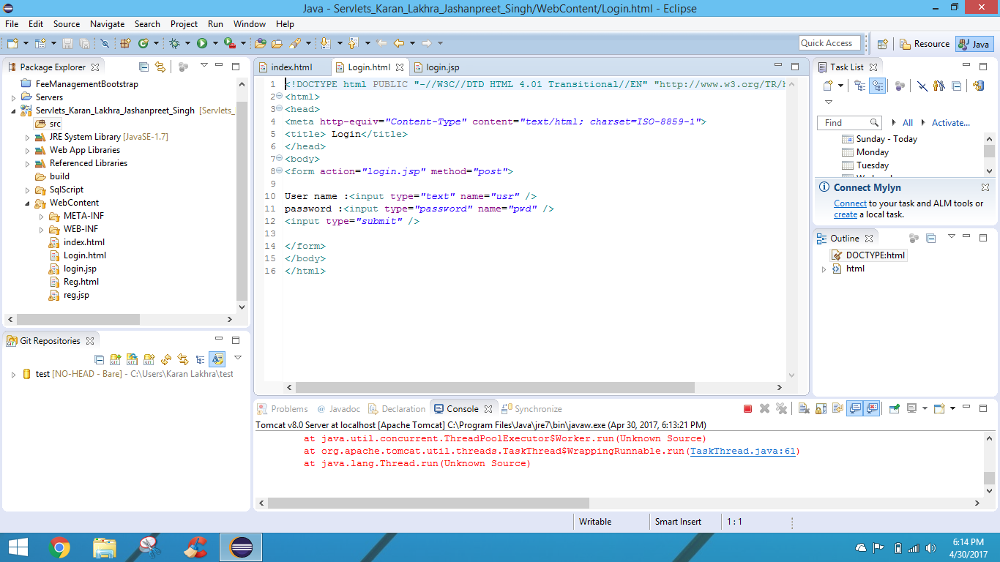 Java - Servlets_Karan_Lakhra_Jashanpreet_Singh/WebContent/Login.html - Eclipse
File Edit Source Navigate Search Project Run Window Help
Quick Access
Resource
Java
Package Explorer
FeeManagementBootstrap
Servers
Servlets_Karan_Lakhra_Jashanpreet_Singh [Servlets_
src
JRE System Library [JavaSE-1.7]
Web App Libraries
Referenced Libraries
build
SqlScript
WebContent
META-INF
WEB-INF
index.html
Login.html
login.jsp
Reg.html
reg.jsp
Git Repositories
test [NO-HEAD - Bare] - C:\Users\Karan Lakhra\test
index.html Login.html login.jsp
1 <!DOCTYPE html PUBLIC "-//W3C//DTD HTML 4.01 Transitional//EN" "http://www.w3.org/TR/h
2 <html>
3 <head>
4 <meta http-equiv="Content-Type" content="text/html; charset=ISO-8859-1">
5 <title> Login</title>
6 </head>
7 <body>
8 <form action="login.jsp" method="post">
9
10 User name :<input type="text" name="usr" />
11 password :<input type="password" name="pwd" />
12 <input type="submit" />
13
14 </form>
15 </body>
16 </html>
Task List
Find
All
Activate...
Sunday - Today
Monday
Tuesday
Connect Mylyn
Connect to your task and ALM tools or
create a local task.
Outline
DOCTYPE:html
html
Problems @ Javadoc Declaration Console Synchronize
Tomcat v8.0 Server at localhost [Apache Tomcat] C:\Program Files\Java\jre7\bin\javaw.exe (Apr 30, 2017, 6:13:21 PM)
at java.util.concurrent.ThreadPoolExecutor$Worker.run(Unknown Source)
at org.apache.tomcat.util.threads.TaskThread$WrappingRunnable.run(TaskThread.java:61)
at java.lang.Thread.run(Unknown Source)
Writable
Smart Insert
1 : 1
6:14 PM
4/30/2017